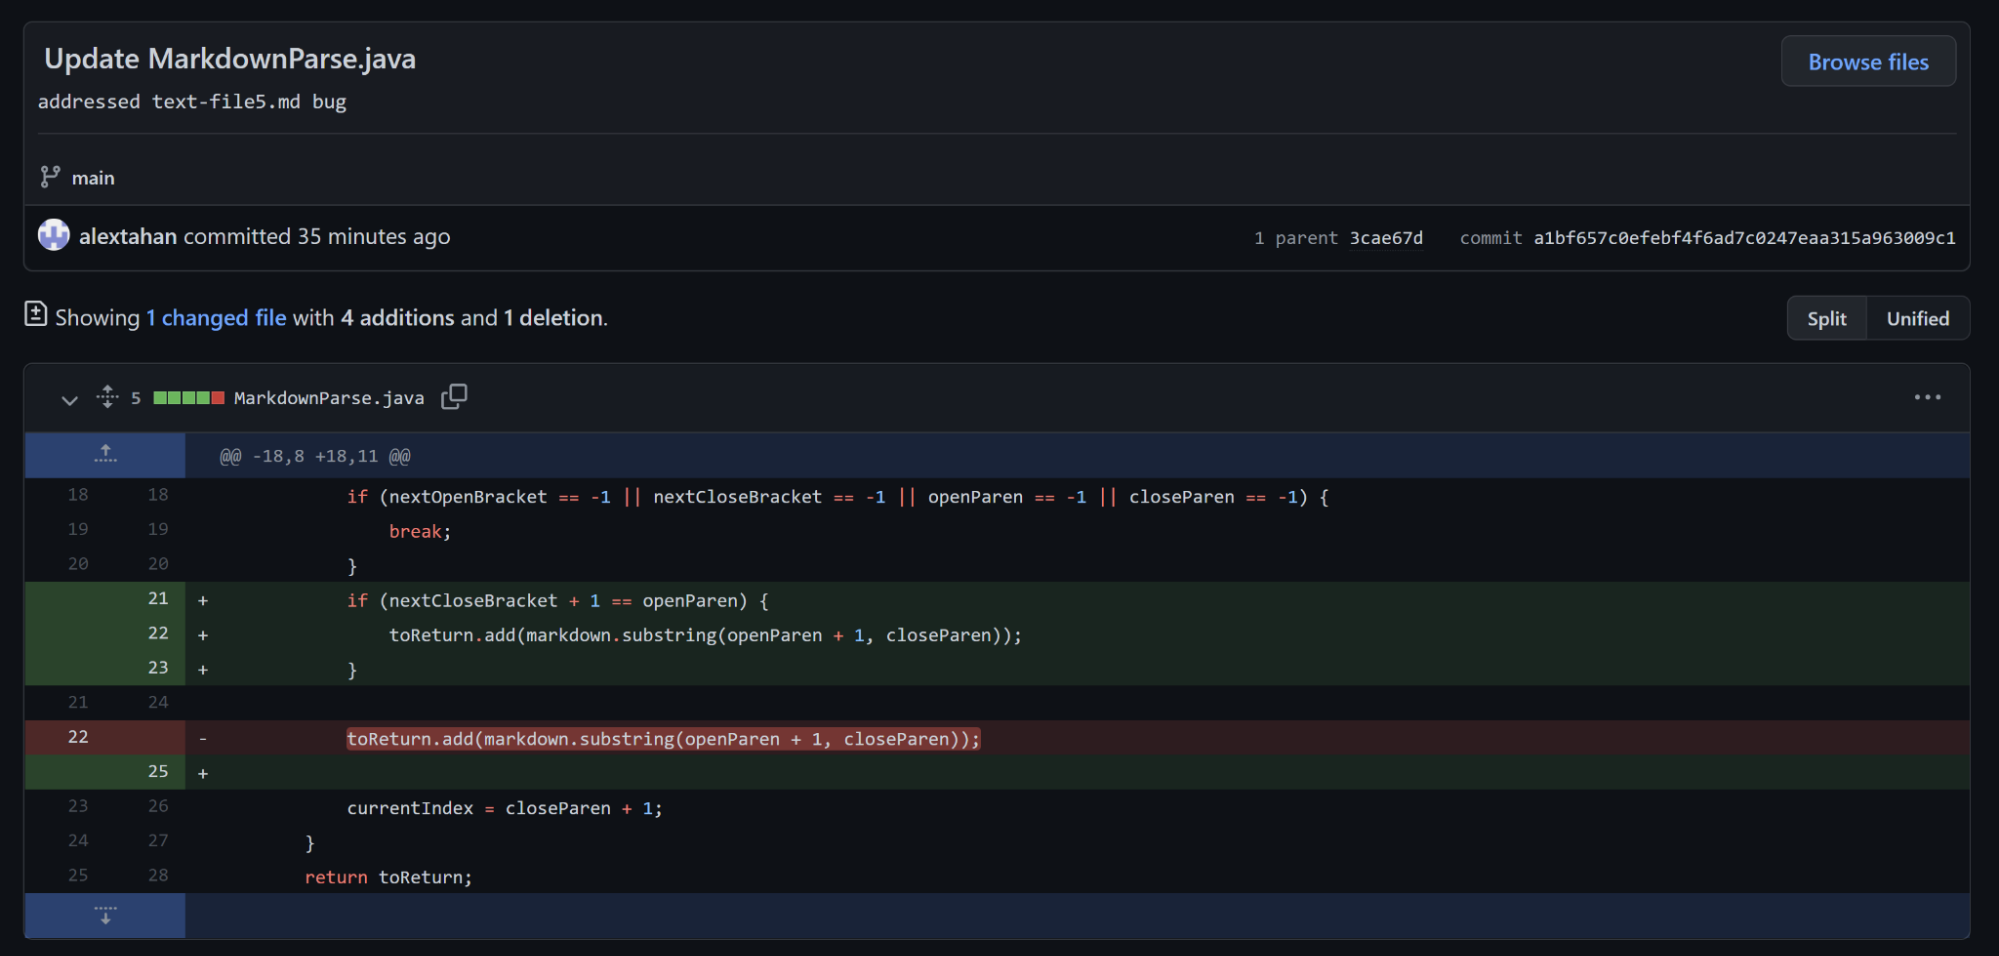 Update MarkdownParse.java
Browse files
addressed text-file5.md bug
main
alextahan committed 35 minutes ago 1 parent 3cae67d commit a1bf657c0efebf4f6ad7c0247eaa315a963009c1
Showing 1 changed file with 4 additions and 1 deletion.
Split Unified
5 MarkdownParse.java
@@ -18,8 +18,11 @@
18 18 if (nextOpenBracket == -1 || nextCloseBracket == -1 || openParen == -1 || closeParen == -1) {
19 19 break;
20 20 }
21 + if (nextCloseBracket + 1 == openParen) {
22 + toReturn.add(markdown.substring(openParen + 1, closeParen));
23 + }
21 24
22 - toReturn.add(markdown.substring(openParen + 1, closeParen));
25 +
23 26 currentIndex = closeParen + 1;
24 27 }
25 28 return toReturn;